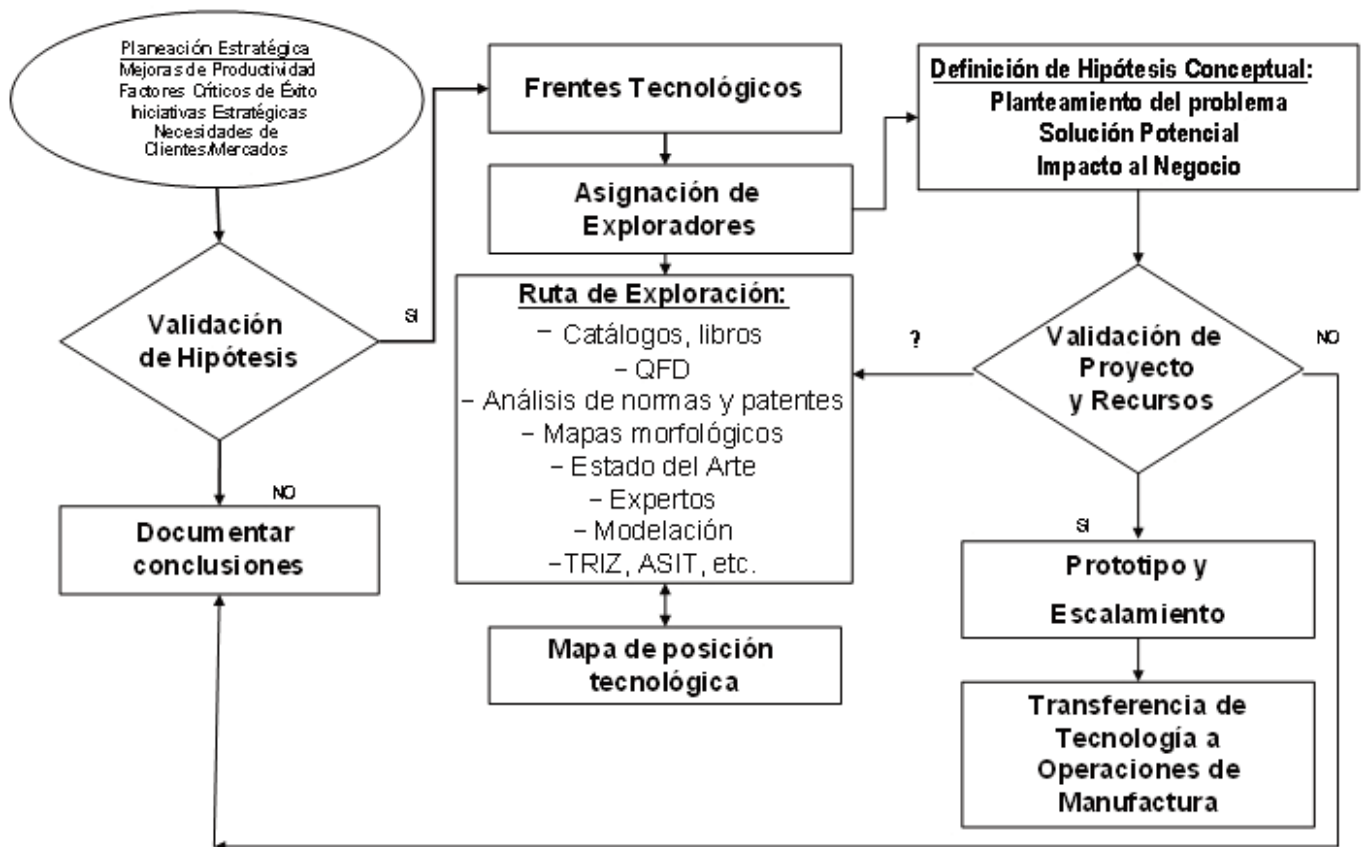 Planeación Estratégica
Mejoras de Productividad
Factores Críticos de Éxito
Iniciativas Estratégicas
Necesidades de
Clientes/Mercados
Validación
de Hipótesis
SI
NO
Documentar
conclusiones
Frentes Tecnológicos
Asignación de
Exploradores
Ruta de Exploración:
– Catálogos, libros
– QFD
– Análisis de normas y patentes
– Mapas morfológicos
– Estado del Arte
– Expertos
– Modelación
–TRIZ, ASIT, etc.
Mapa de posición
tecnológica
Definición de Hipótesis Conceptual:
Planteamiento del problema
Solución Potencial
Impacto al Negocio
?
Validación de
Proyecto
y Recursos
NO
SI
Prototipo y
Escalamiento
Transferencia de
Tecnología a
Operaciones de
Manufactura